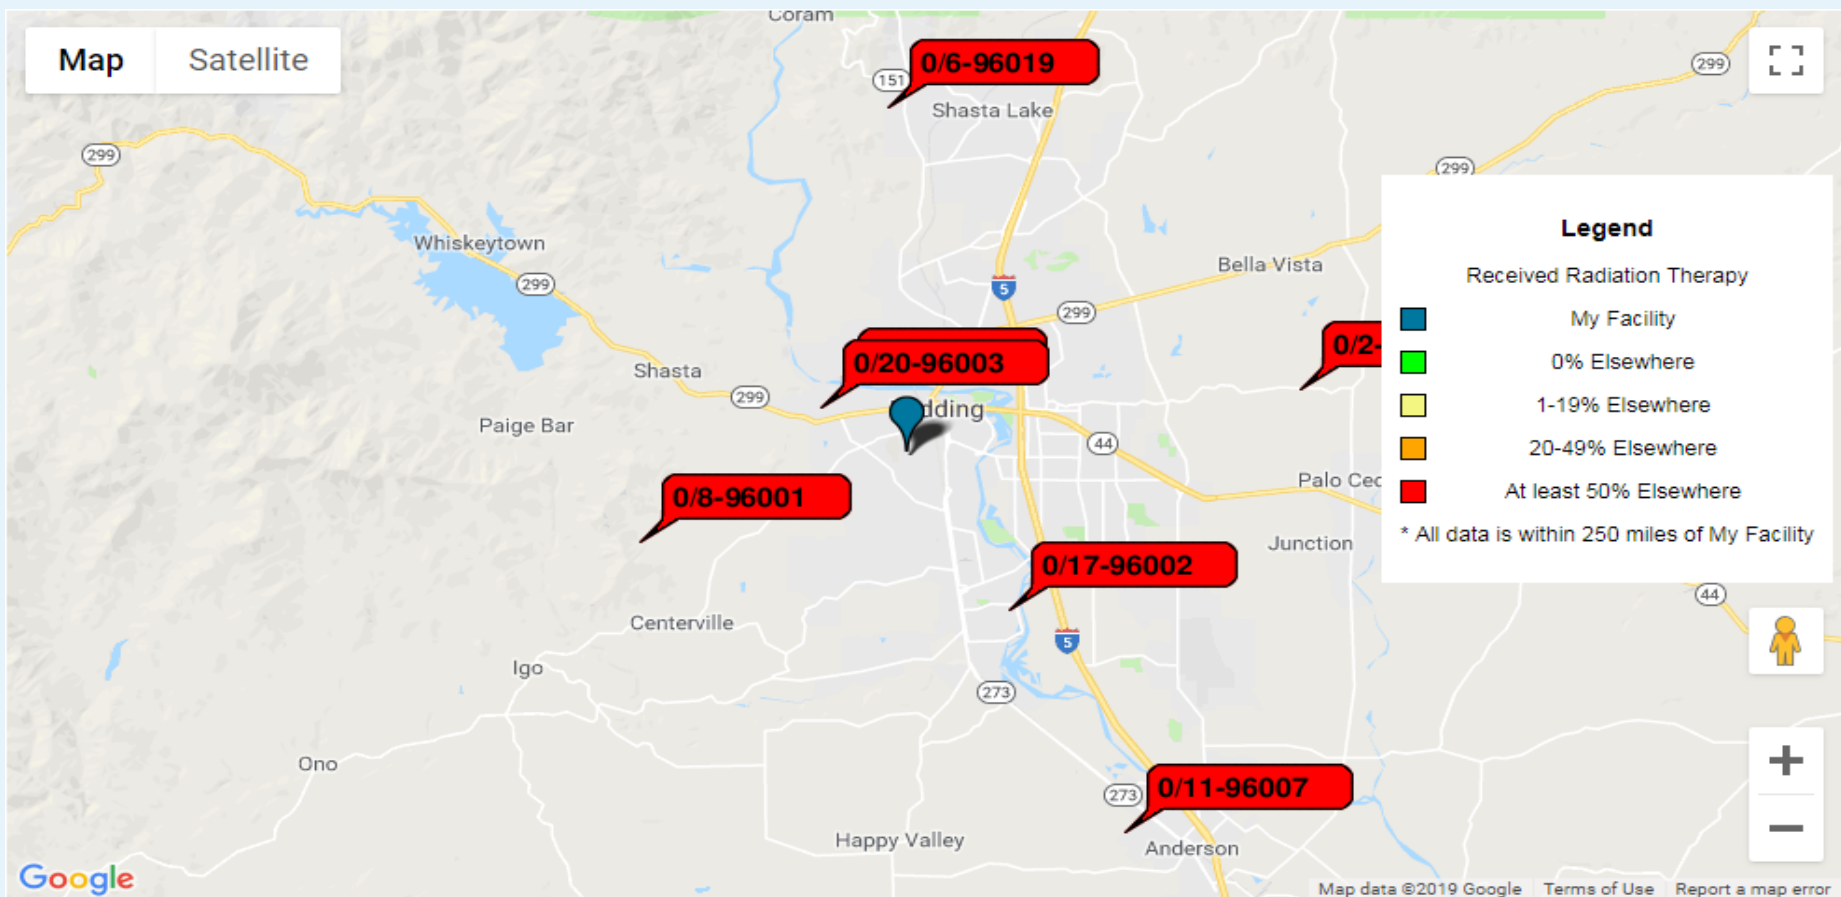 Coram
Map
Satellite
0/6-96019
151
Shasta Lake
299
299
299
Whiskeytown
299
Bella Vista
5
299
Legend
Received Radiation Therapy
My Facility
0% Elsewhere
1-19% Elsewhere
20-49% Elsewhere
At least 50% Elsewhere
* All data is within 250 miles of My Facility
0/20-96003
0/2-
Shasta
299
Paige Bar
44
0/8-96001
Palo
Junction
0/17-96002
Centerville
44
5
Igo
273
Ono
0/11-96007
273
Happy Valley
Anderson
Google
Map data ©2019 Google
Terms of Use
Report a map error